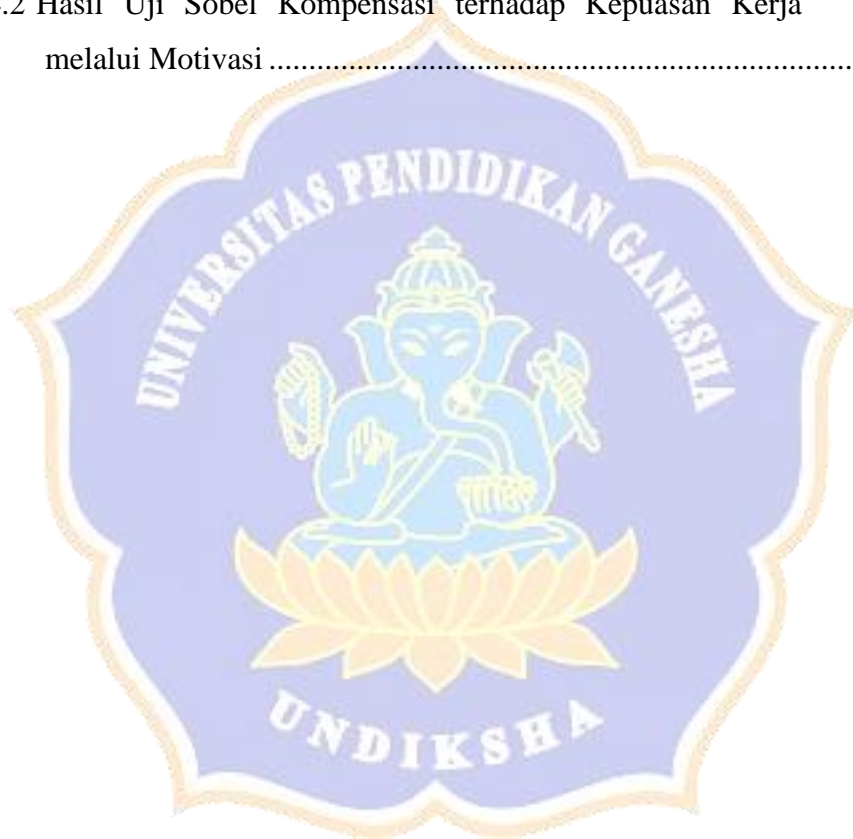 .2 Hasil Uji Sobel Kompensasi terhadap Kepuasan Kerja
melalui Motivasi ......................................................................
UNIVERSITAS PENDIDIKAN GANESHA
UNDIKSHA